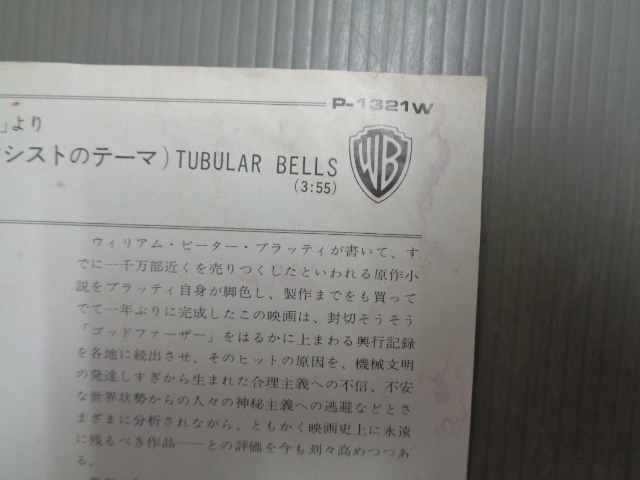 P-1321W
」より
シストのテーマ) TUBULAR BELLS
(3:55)
WB
ウィリアム・ピーター・ブラッティが書いて、す
でに一千万部近くを売りつくしたといわれる原作小
説をブラッティ自身が脚色し、製作までをも買って
でて一年ぶりに完成したこの映画は、封切そうそう
「ゴッドファーザー」をはるかに上まわる興行記録
を各地に続出させ、そのヒットの原因を、機械文明
の発達しすぎから生まれた合理主義への不信、不安
な世界状勢からの人々の神秘主義への逃避などとさ
まざまに分析されながら、ともかく映画史上に永遠
に残るべき作品――との評価を今も刻々高めつつあ
る。